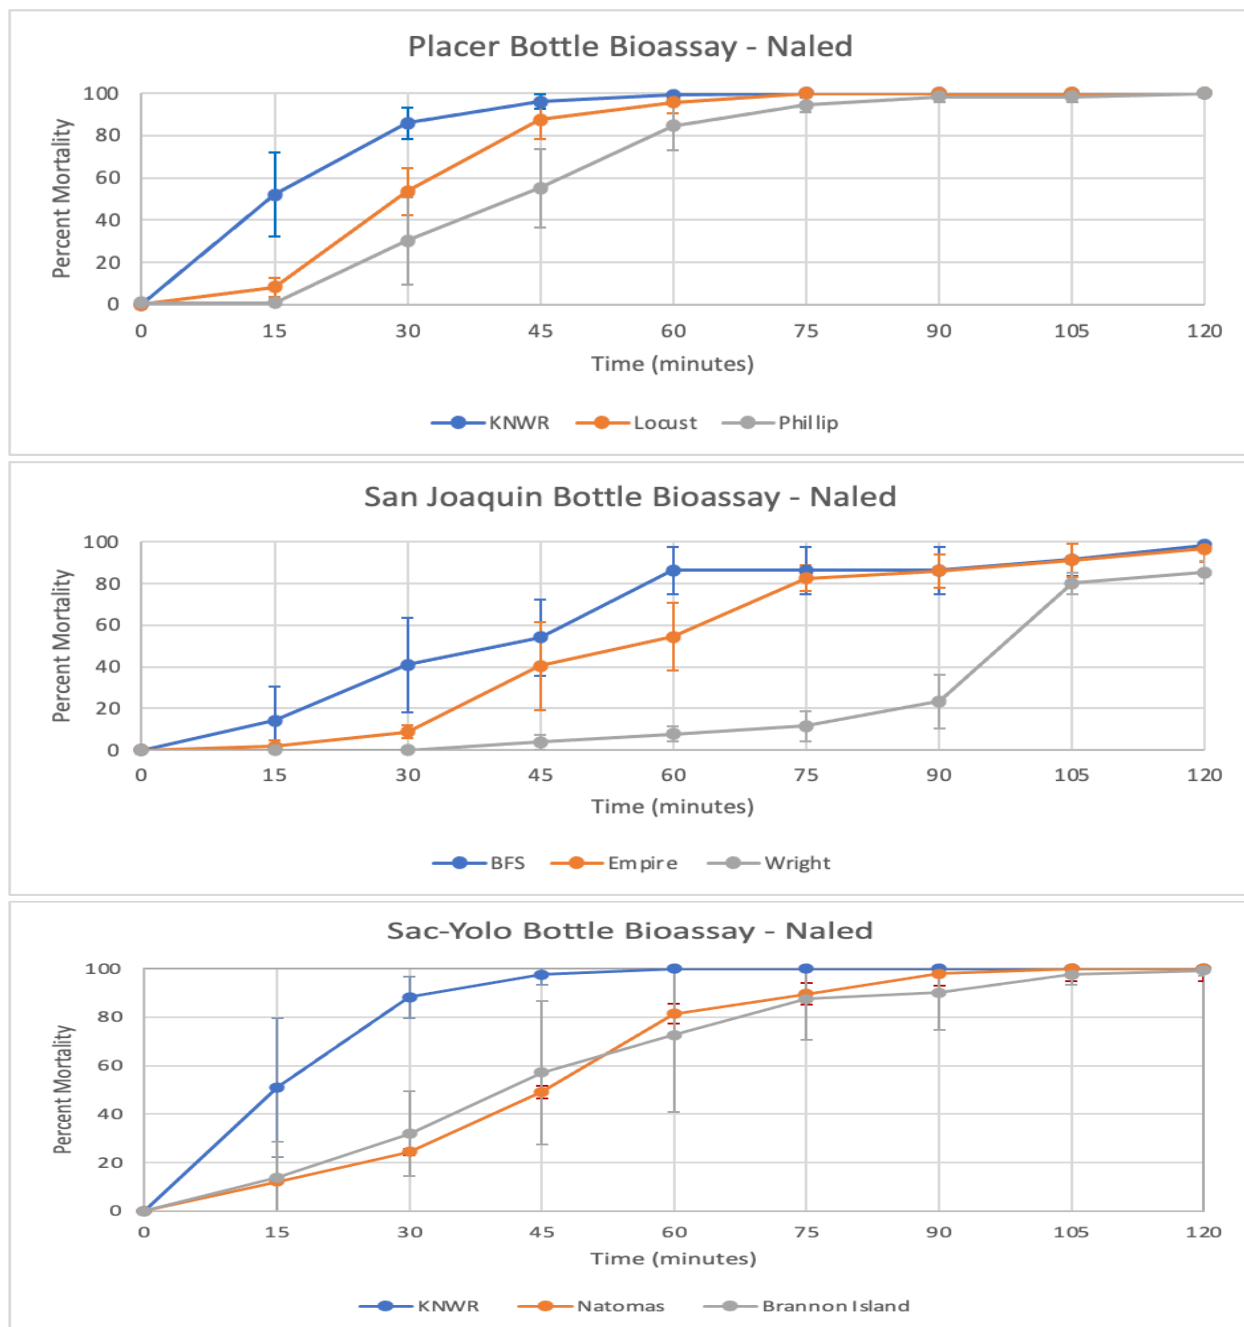 Placer Bottle Bioassay - Naled
Percent Mortality
100
80
60
40
20
0
0 15 30 45 60 75 90 105 120
Time (minutes)
KNWR Locust Phillip
San Joaquin Bottle Bioassay - Naled
Percent Mortality
100
80
60
40
20
0
0 15 30 45 60 75 90 105 120
Time (minutes)
BFS Empire Wright
Sac-Yolo Bottle Bioassay - Naled
Percent Mortality
100
80
60
40
20
0
0 15 30 45 60 75 90 105 120
Time (minutes)
KNWR Natomas Brannon Island